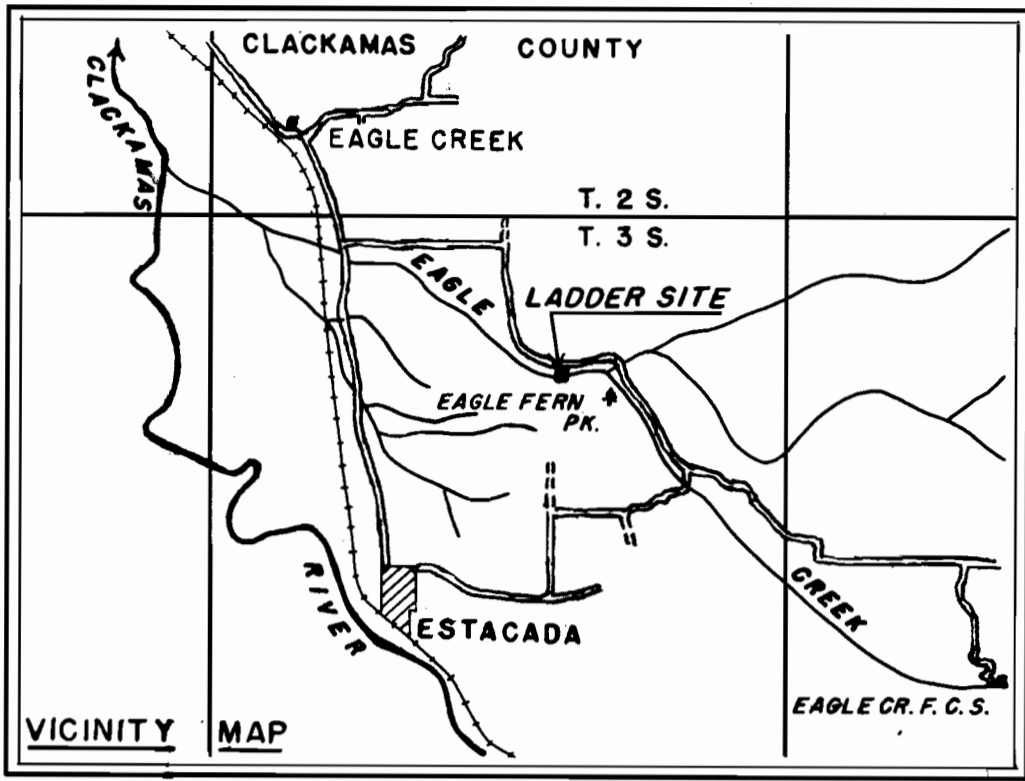 CLACKAMAS COUNTY
CLACKAMAS
EAGLE CREEK
T. 2 S.
T. 3 S.
EAGLE
LADDER SITE
EAGLE FERN
PK.
CREEK
RIVER
ESTACADA
EAGLE CR. F. C. S.
VICINITY MAP